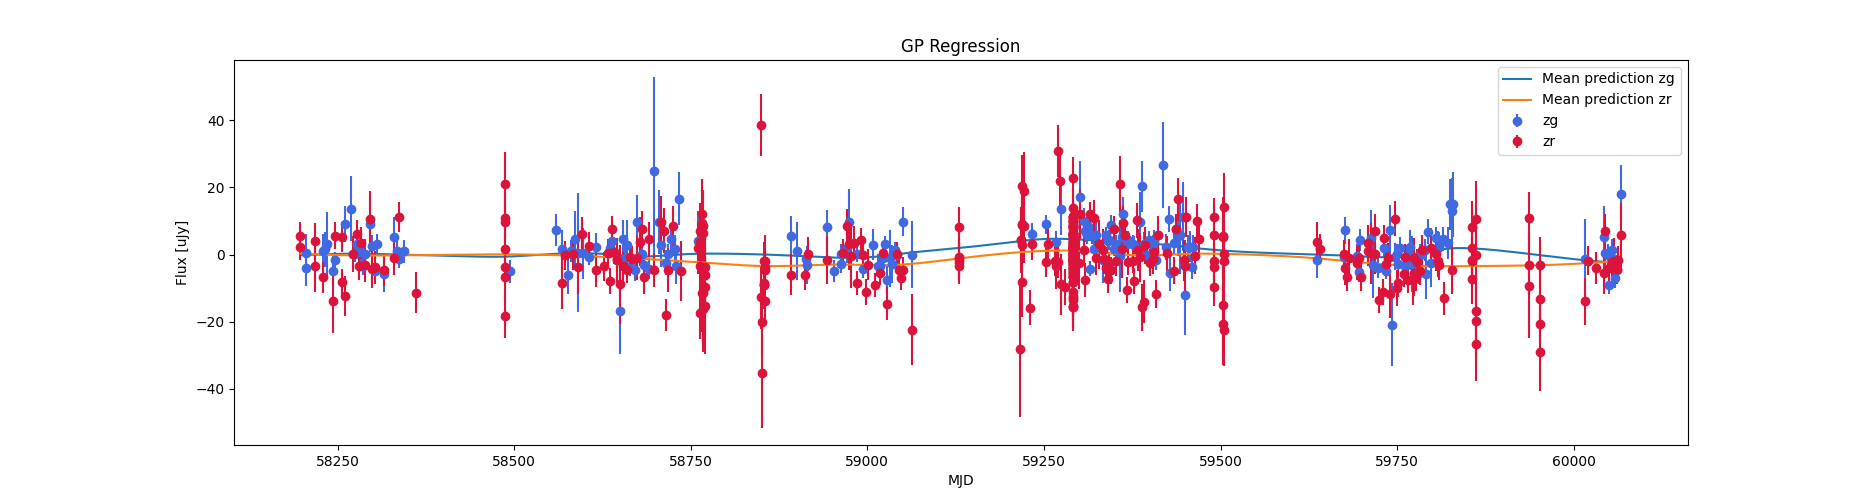 GP Regression
Mean prediction zg
Mean prediction zr
zg
zr
Flux [uJy]
40
20
0
−20
−40
58250 58500 58750 59000 59250 59500 59750 60000
MJD